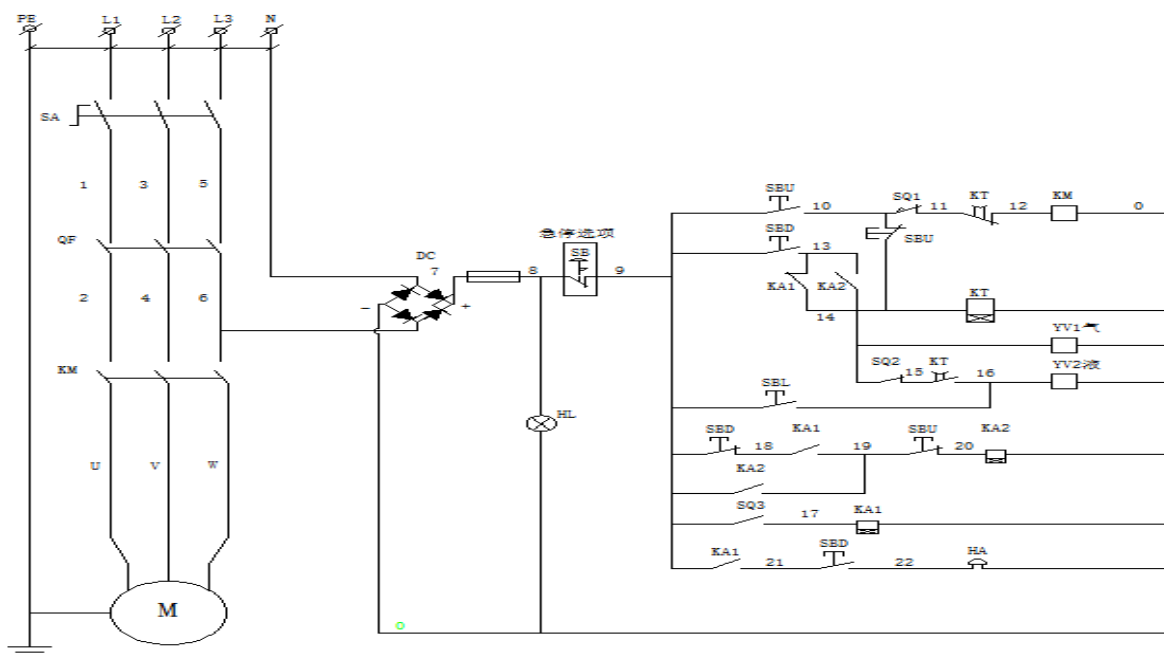 PE L1 L2 L3 N
SA
1 3 5
QF
2 4 6
KM
U V W
M
DC
7
- +
8
急停选项
SB
9
HL
O
SBU 10 SQ1 11 KT 12 KM 0
SBU
SBD 13
KA1 KA2
14
KT
YV1气
SQ2 15 KT 16 YV2液
SBL
SBD 18 KA1 19 SBU 20 KA2
KA2
SQ3 17 KA1
KA1 21 SBD 22 HA